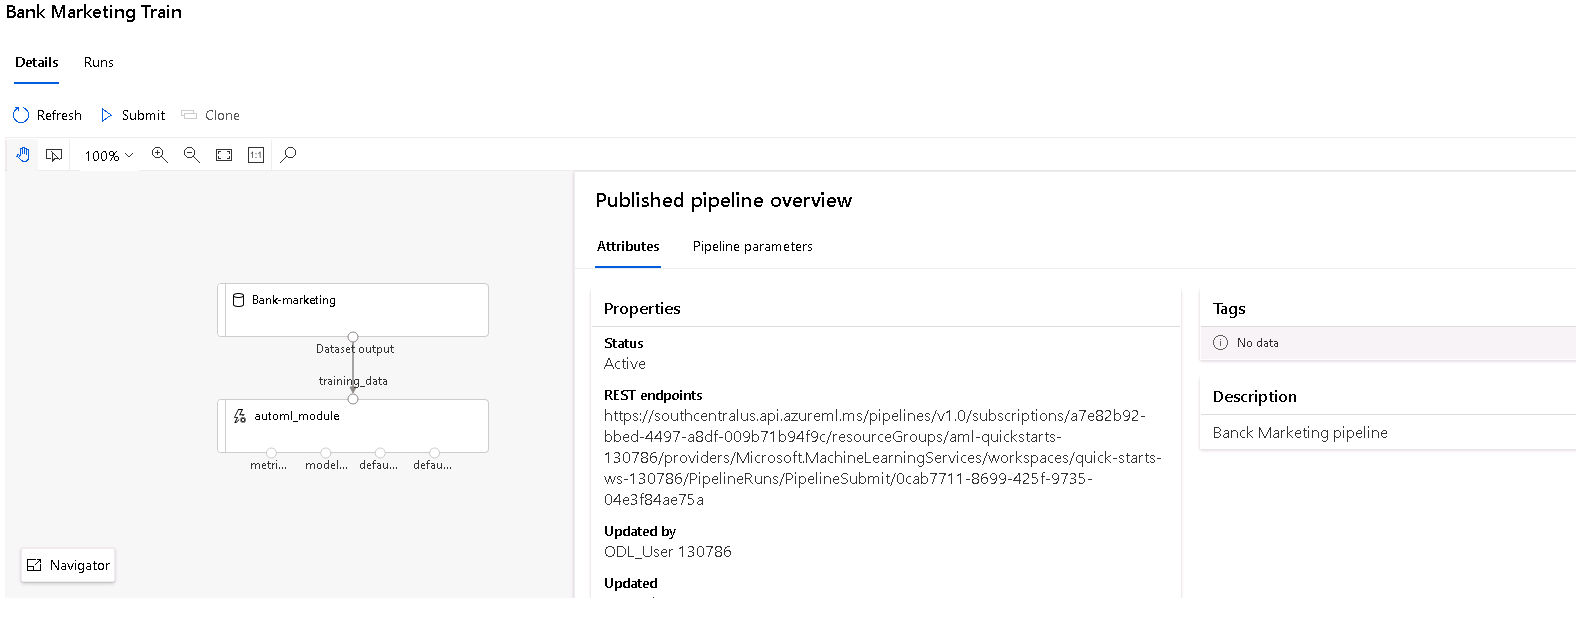 Bank Marketing Train
Details Runs
Refresh Submit Clone
100% 1:1
Bank-marketing
Dataset output
training_data
automl_module
metri... model... defau... defau...
Navigator
Published pipeline overview
Attributes Pipeline parameters
Properties
Status
Active
REST endpoints
https://southcentralus.api.azureml.ms/pipelines/v1.0/subscriptions/a7e82b92-
bbed-4497-a8df-009b71b94f9c/resourceGroups/aml-quickstarts-
130786/providers/Microsoft.MachineLearningServices/workspaces/quick-starts-
ws-130786/PipelineRuns/PipelineSubmit/0cab7711-8699-425f-9735-
04e3f84ae75a
Updated by
ODL_User 130786
Updated
Tags
No data
Description
Banck Marketing pipeline